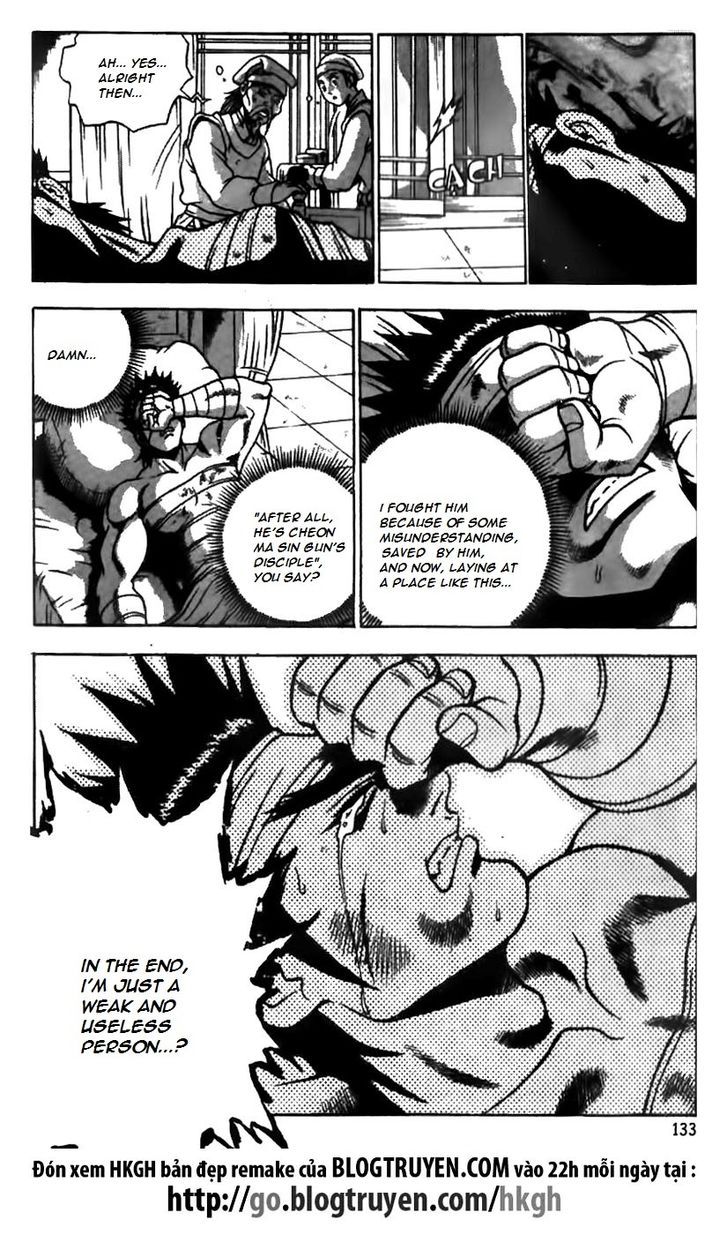 AH... YES...
ALRIGHT
THEN...
CẠCH
DAMN...
"AFTER ALL,
HE'S CHEON
MA SIN GUN'S
DISCIPLE",
YOU SAY?
I FOUGHT HIM
BECAUSE OF SOME
MISUNDERSTANDING,
SAVED BY HIM,
AND NOW, LAYING AT
A PLACE LIKE THIS...
IN THE END,
I'M JUST A
WEAK AND
USELESS
PERSON...?
133
Đón xem HKGH bản đẹp remake của BLOGTRUYEN.COM vào 22h mỗi ngày tại :
http://go.blogtruyen.com/hkgh